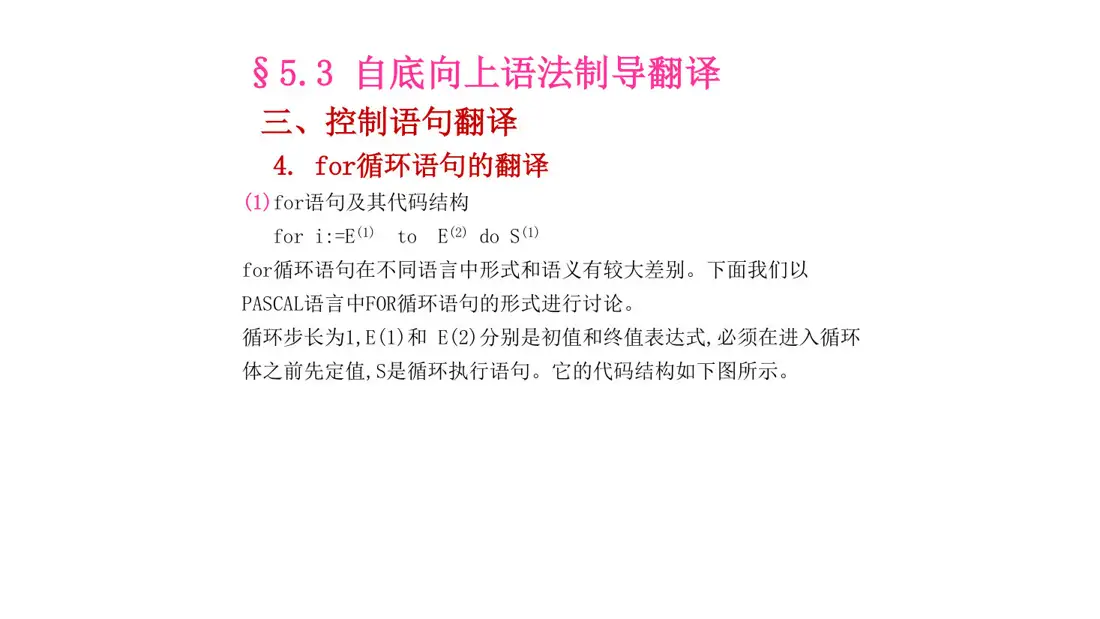 §5.3 自底向上语法制导翻译
三、控制语句翻译
4. for循环语句的翻译
(1)for语句及其代码结构
for i:=E⁽¹⁾ to E⁽²⁾ do S⁽¹⁾
for循环语句在不同语言中形式和语义有较大差别。下面我们以
PASCAL语言中FOR循环语句的形式进行讨论。
循环步长为1,E(1)和 E(2)分别是初值和终值表达式,必须在进入循环
体之前先定值,S是循环执行语句。它的代码结构如下图所示。